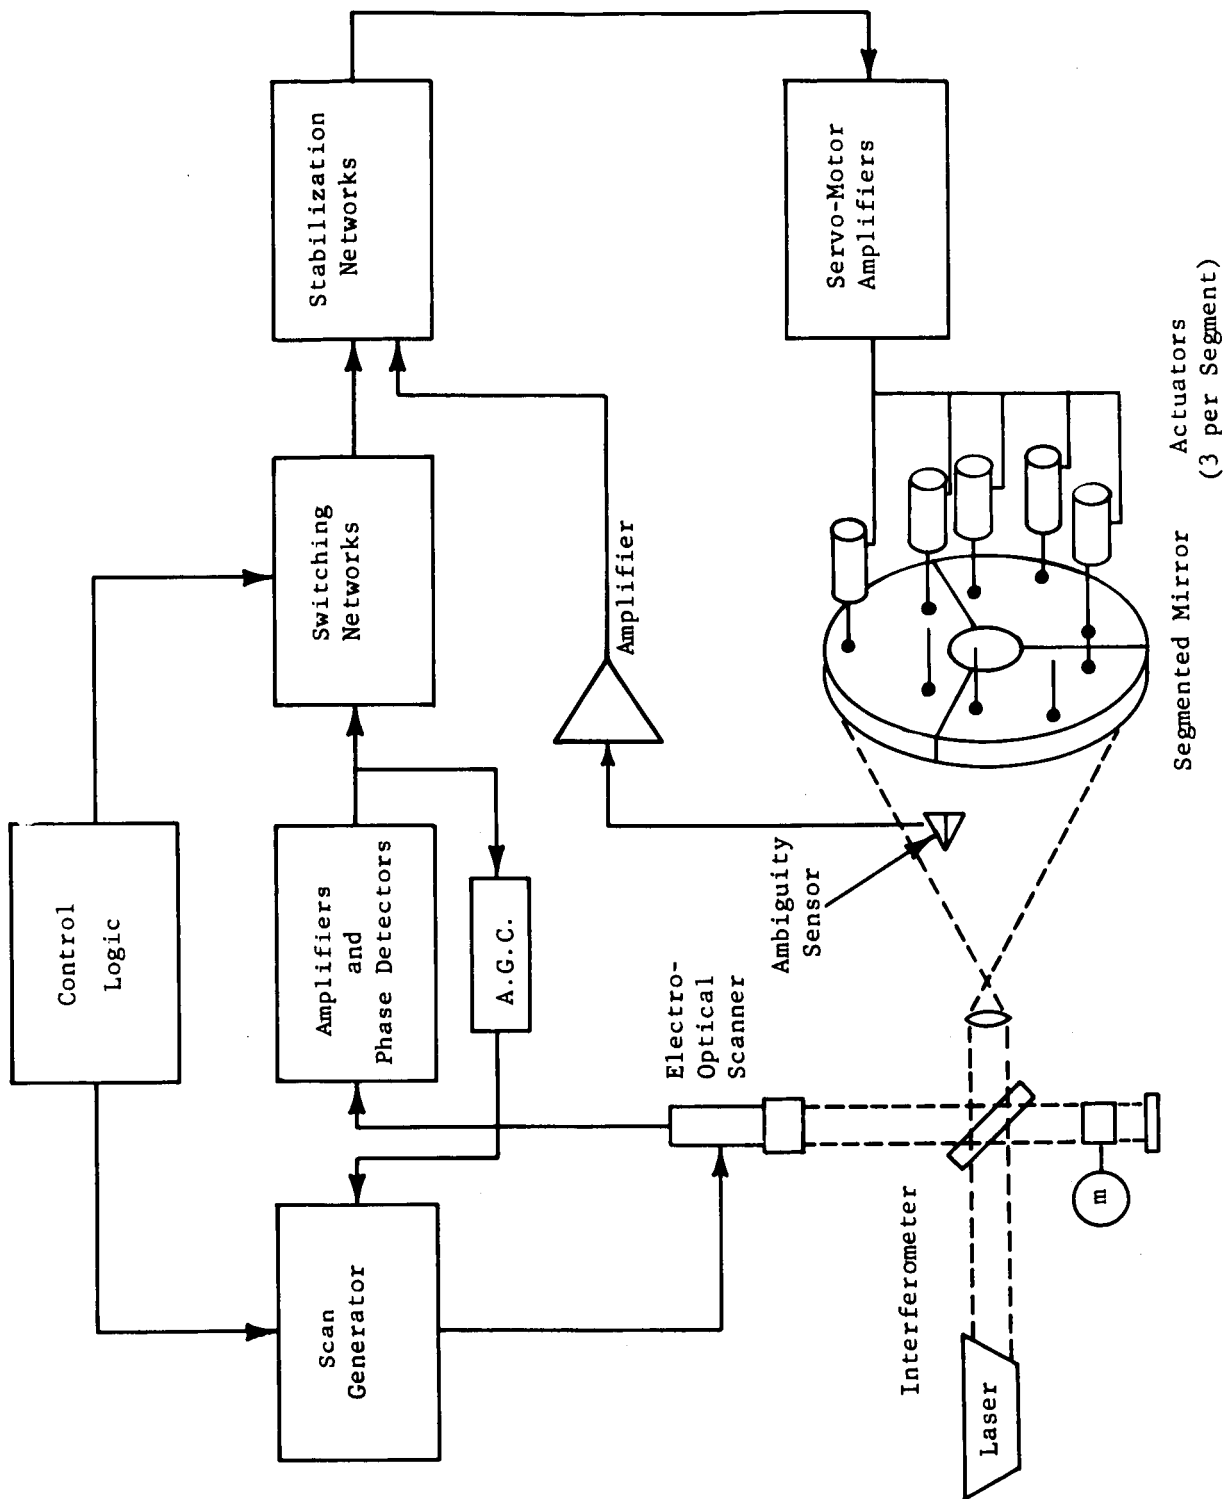 Control
Logic
Scan
Generator
Amplifiers
and
Phase Detectors
Switching
Networks
Stabilization
Networks
A.G.C.
Electro-
Optical
Scanner
Amplifier
Ambiguity
Sensor
Servo-Motor
Amplifiers
Interferometer
Laser
m
Segmented Mirror
Actuators
(3 per Segment)